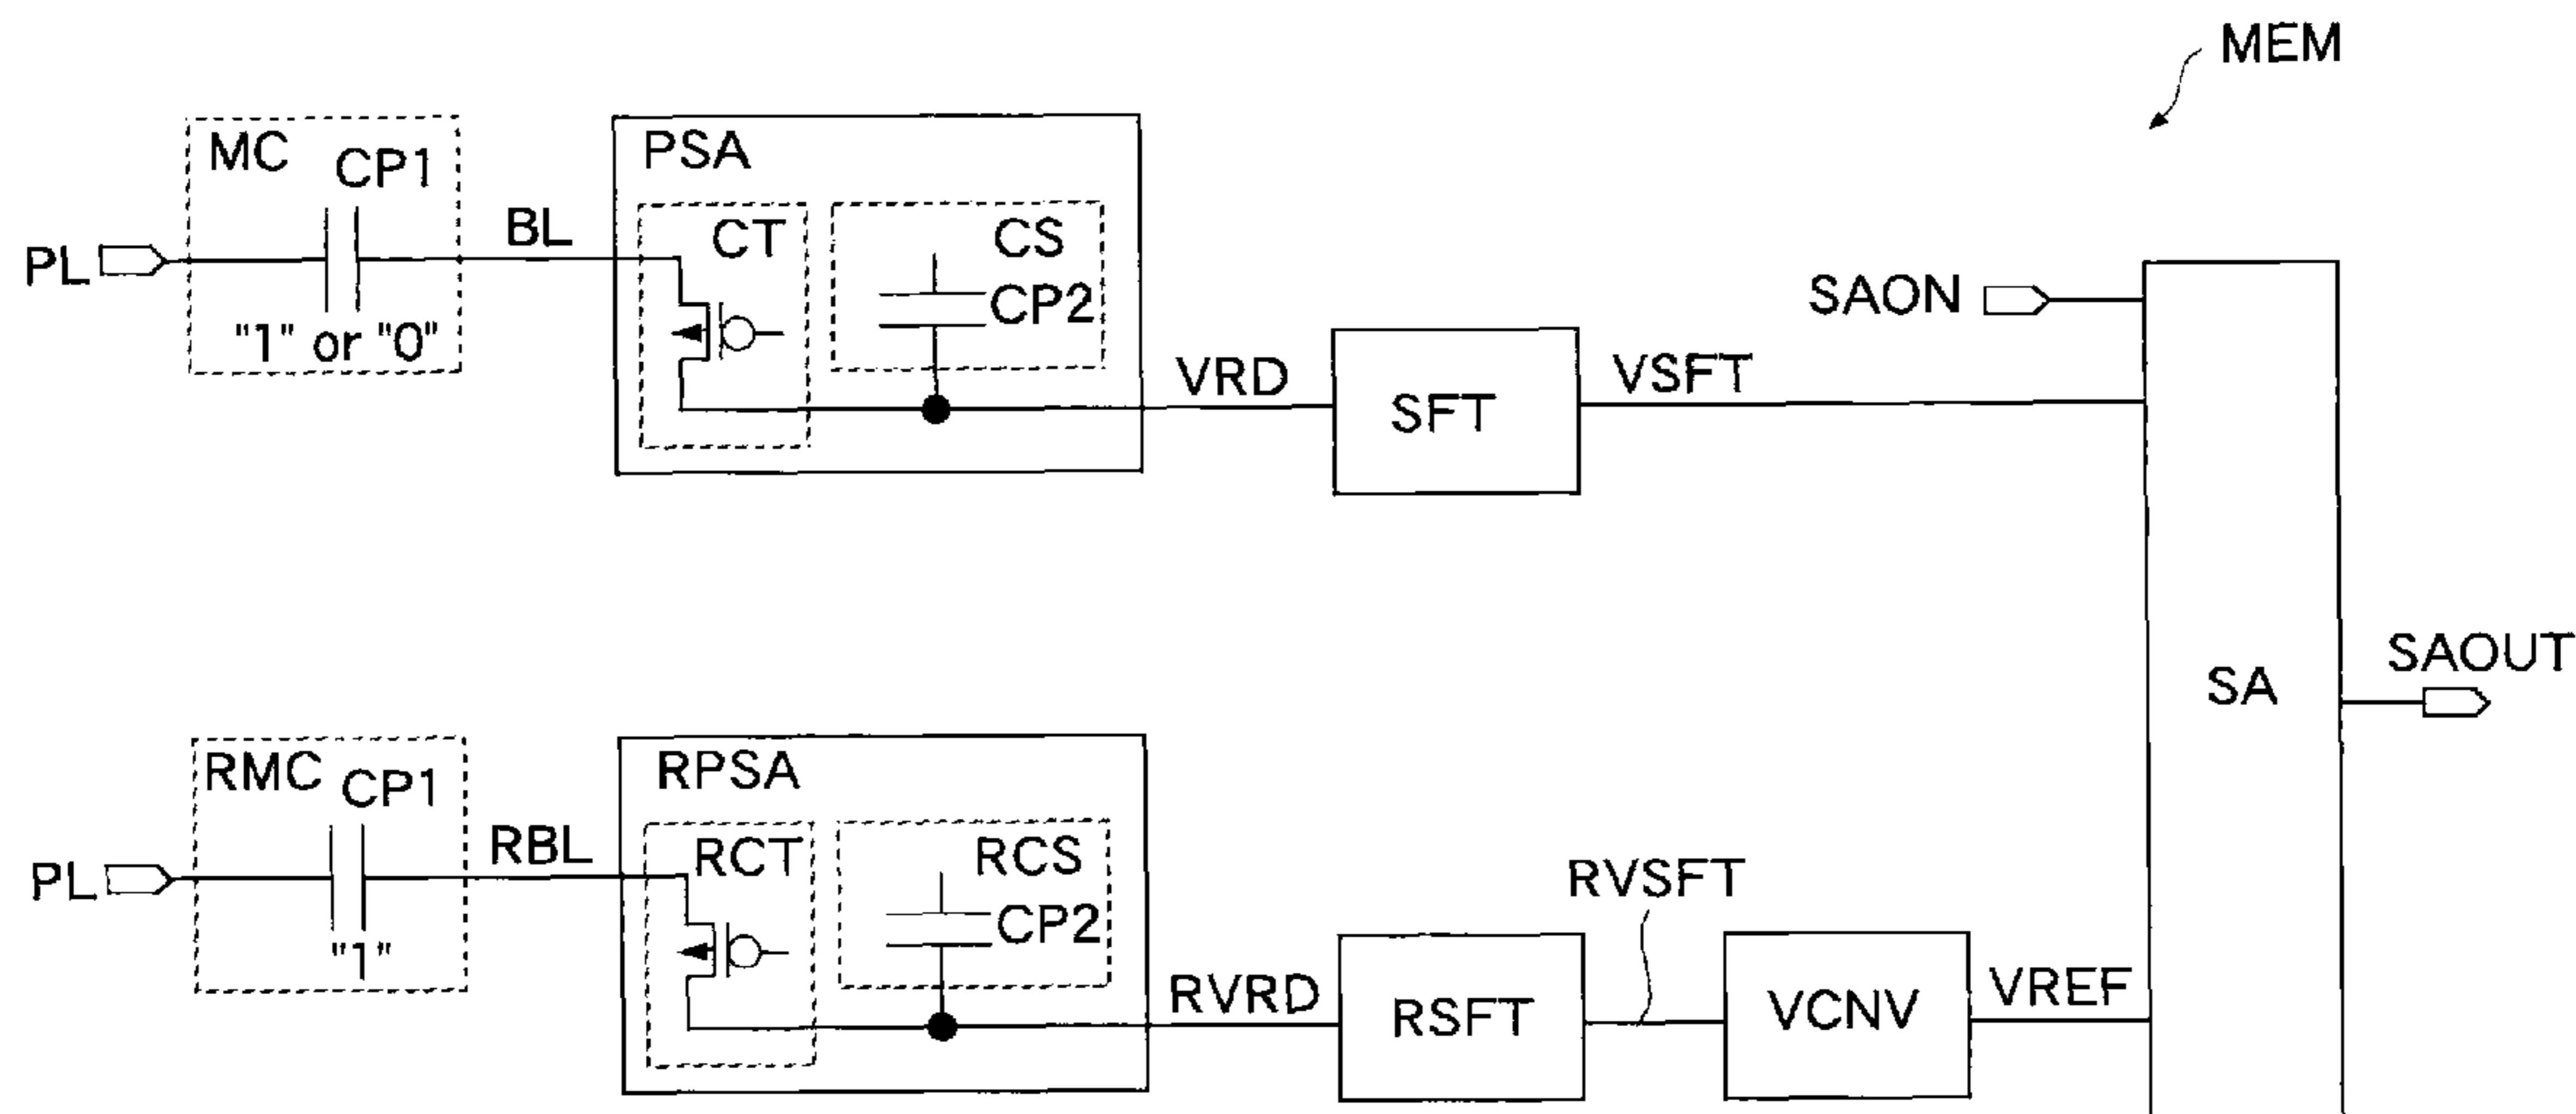 MEM
MC
CP1
PL
"1" or "0"
BL
PSA
CT
CS
CP2
VRD
SFT
VSFT
SAON
SA
SAOUT
RMC
CP1
PL
"1"
RBL
RPSA
RCT
RCS
CP2
RVRD
RSFT
RVSFT
VCNV
VREF